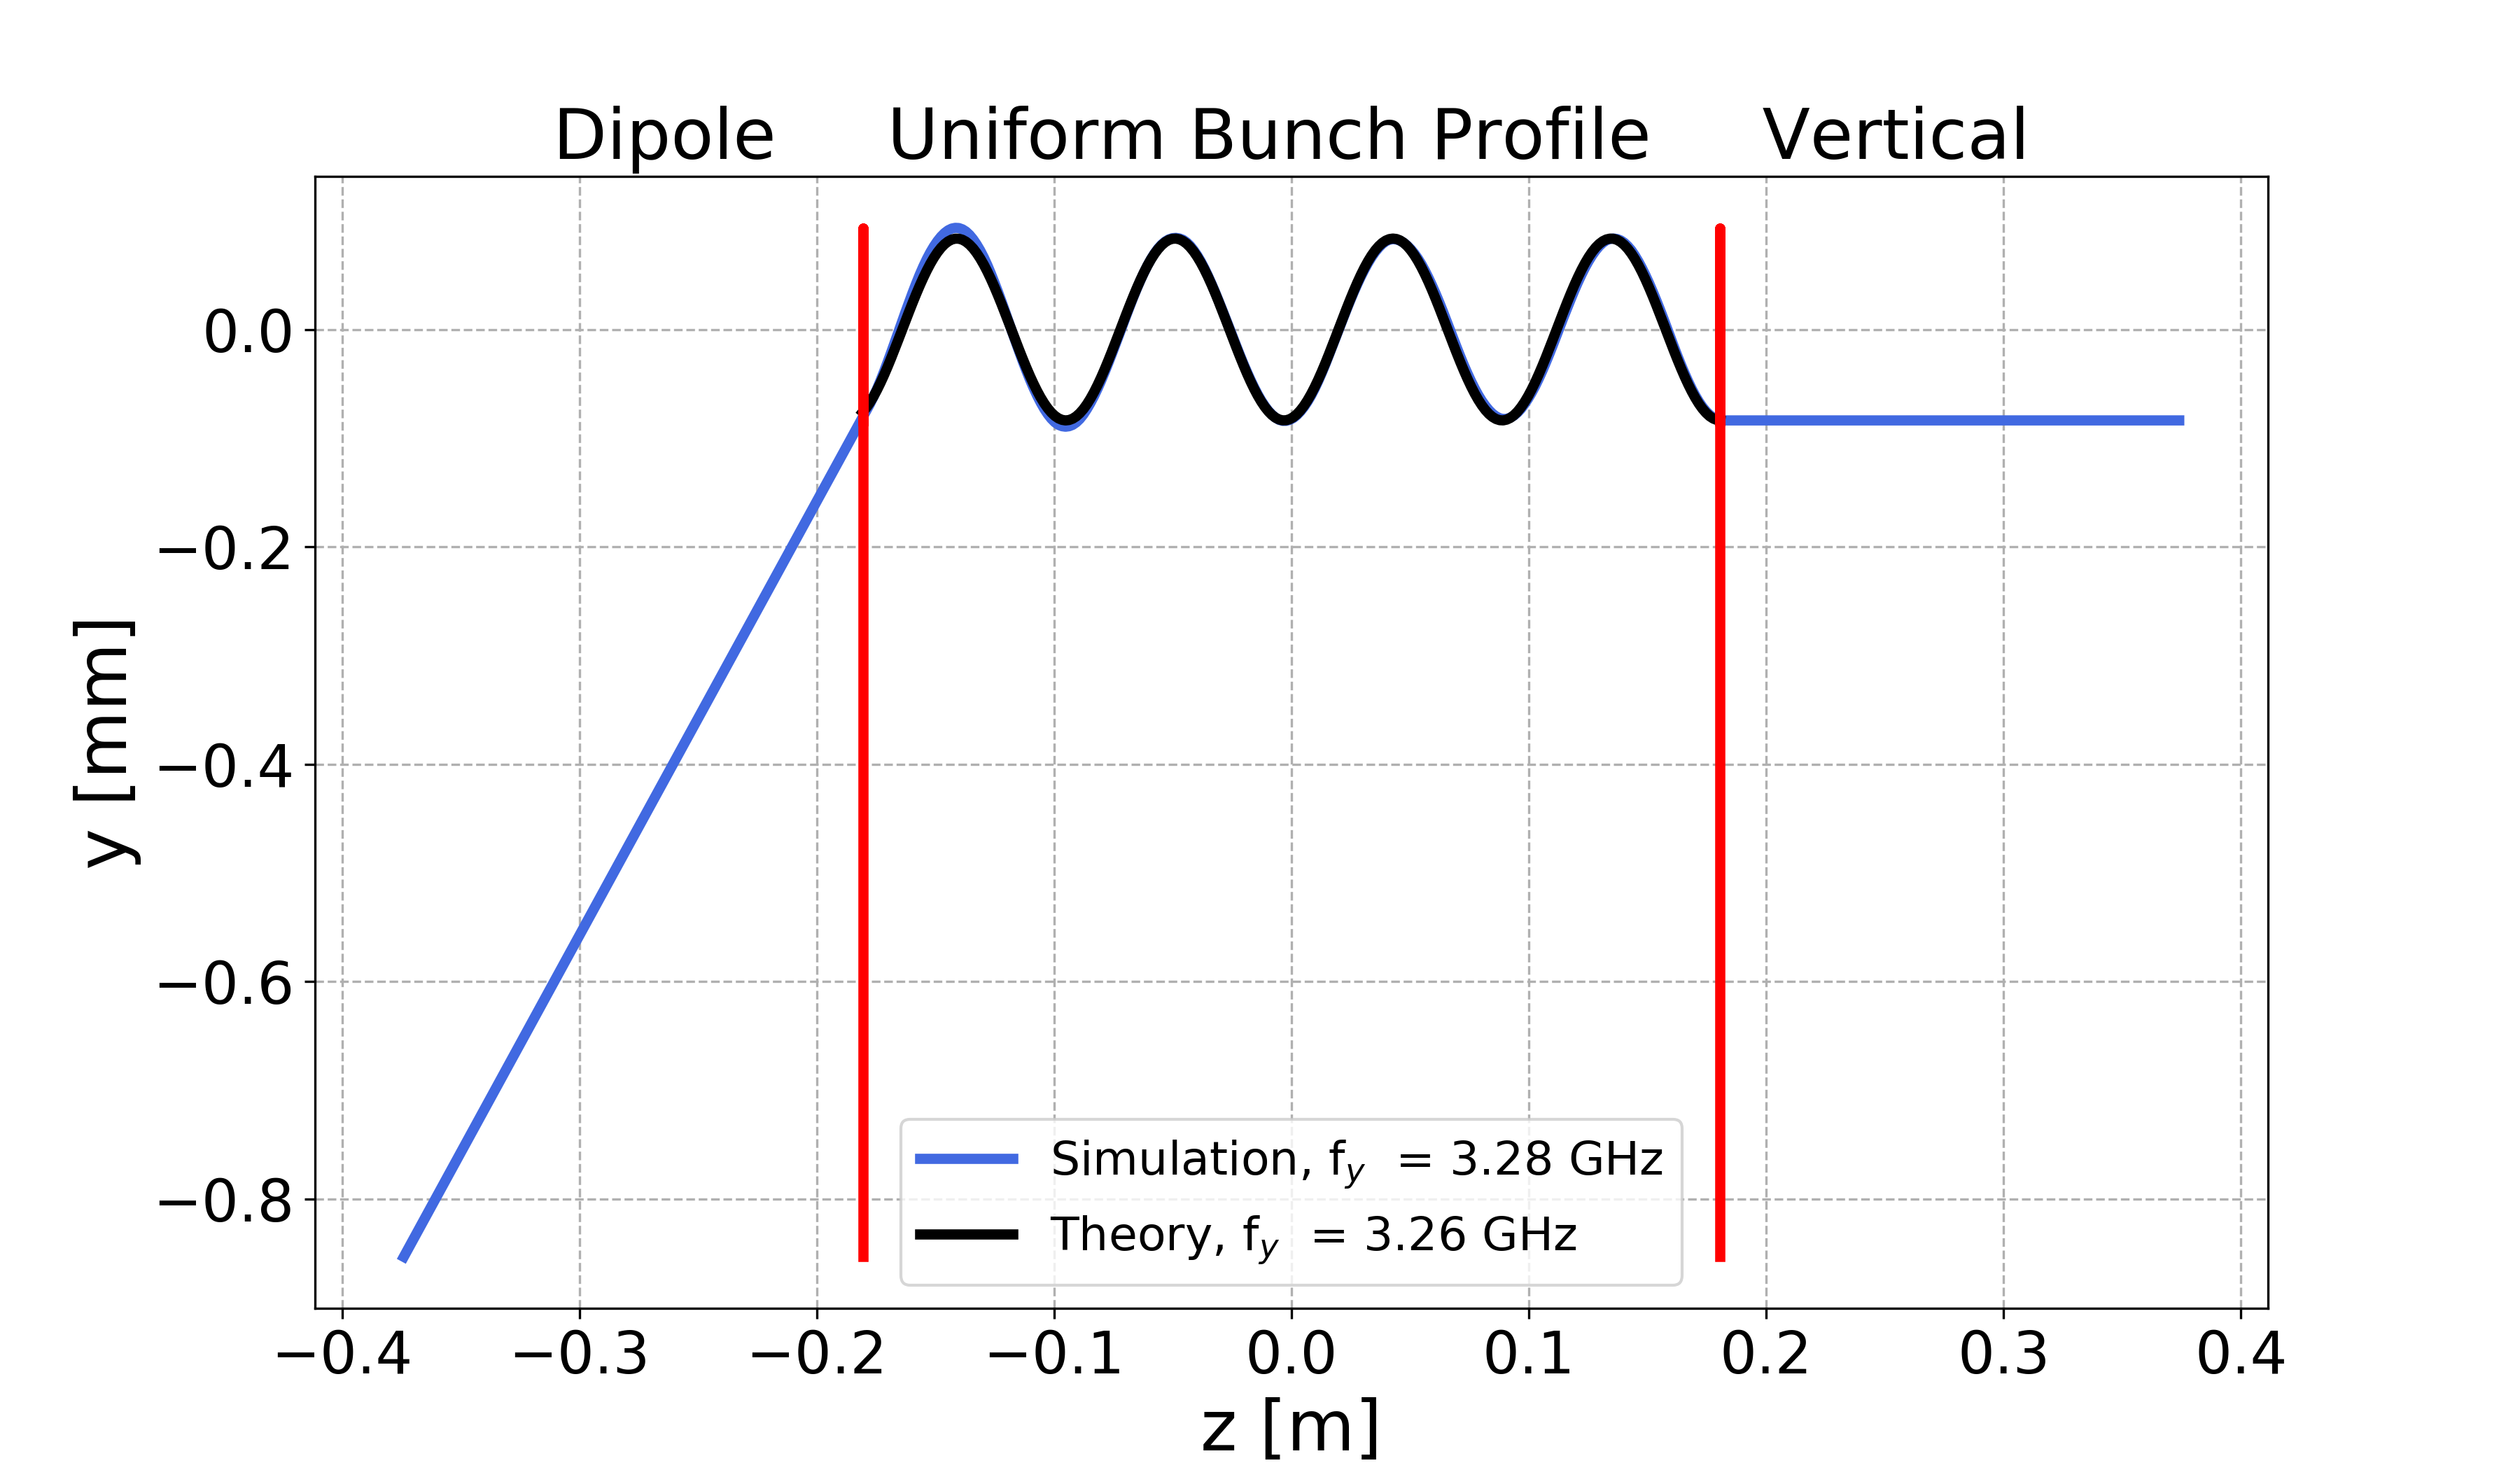 Dipole Uniform Bunch Profile Vertical
y [mm]
0.0
−0.2
−0.4
−0.6
−0.8
Simulation, fy = 3.28 GHz
Theory, fy = 3.26 GHz
−0.4 −0.3 −0.2 −0.1 0.0 0.1 0.2 0.3 0.4
z [m]